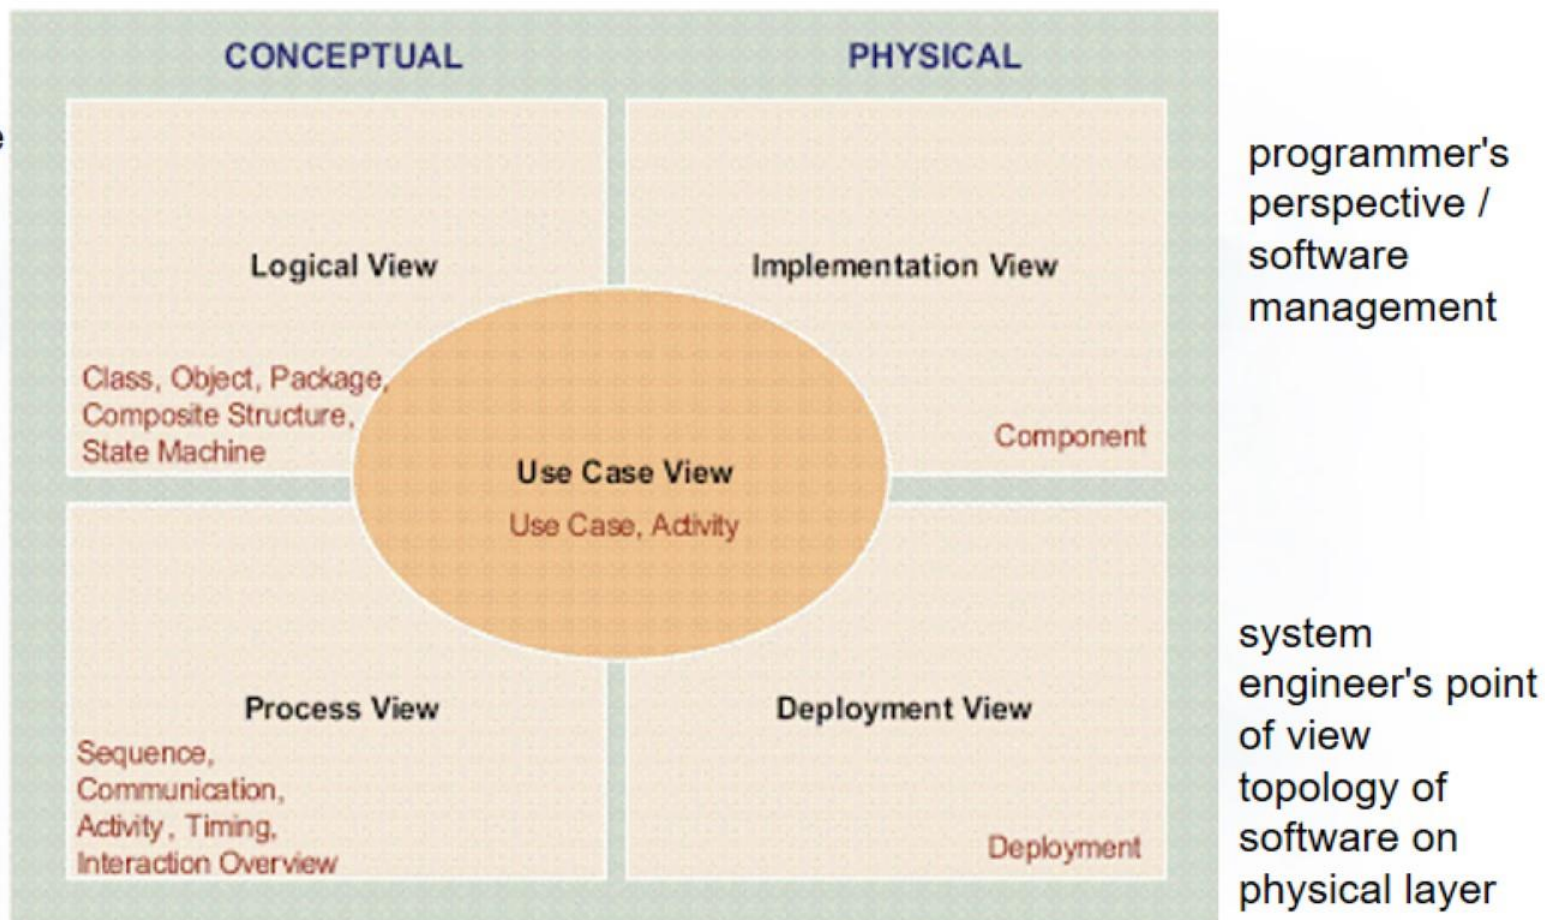 CONCEPTUAL
PHYSICAL
e
programmer's
perspective /
software
management
Logical View
Implementation View
Class, Object, Package,
Composite Structure,
State Machine
Component
Use Case View
Use Case, Activity
Process View
Deployment View
Sequence,
Communication,
Activity, Timing,
Interaction Overview
Deployment
system
engineer's point
of view
topology of
software on
physical layer